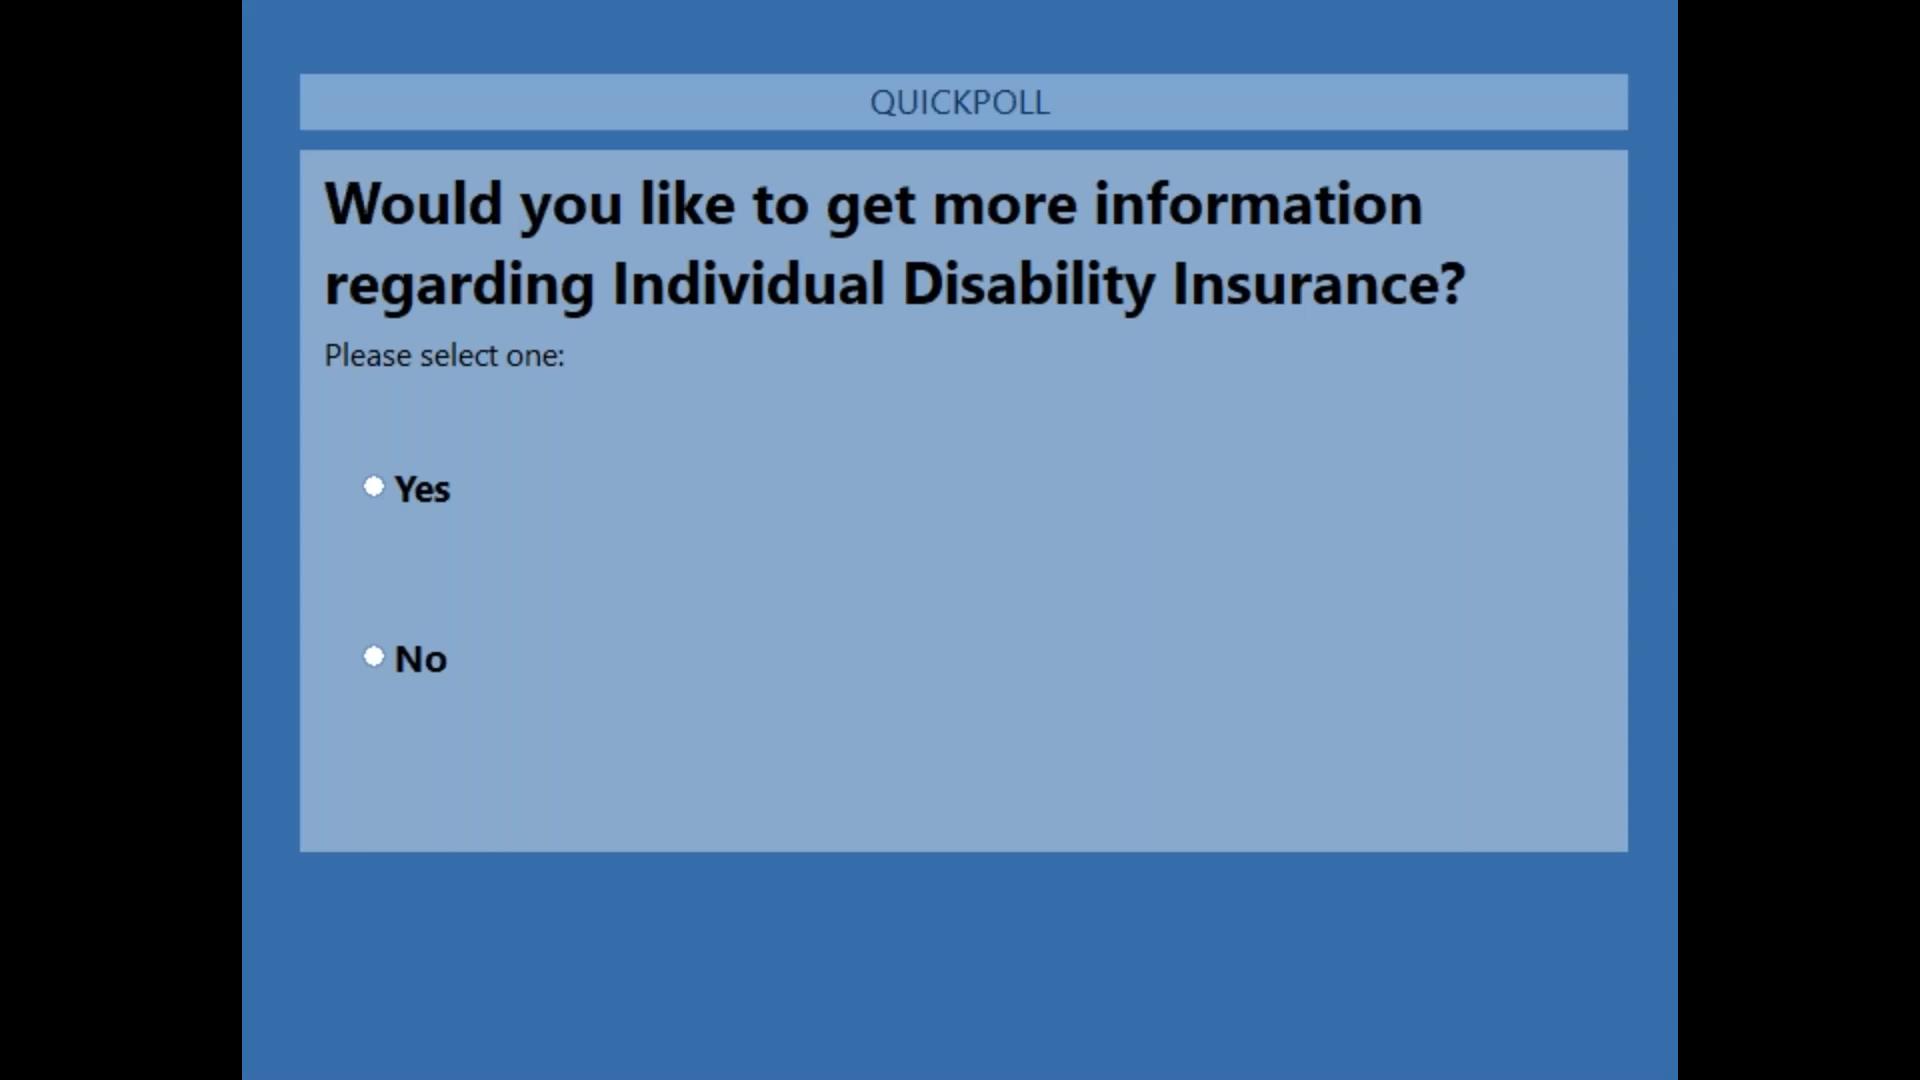 QUICKPOLL
Would you like to get more information
regarding Individual Disability Insurance?
Please select one:
Yes
No